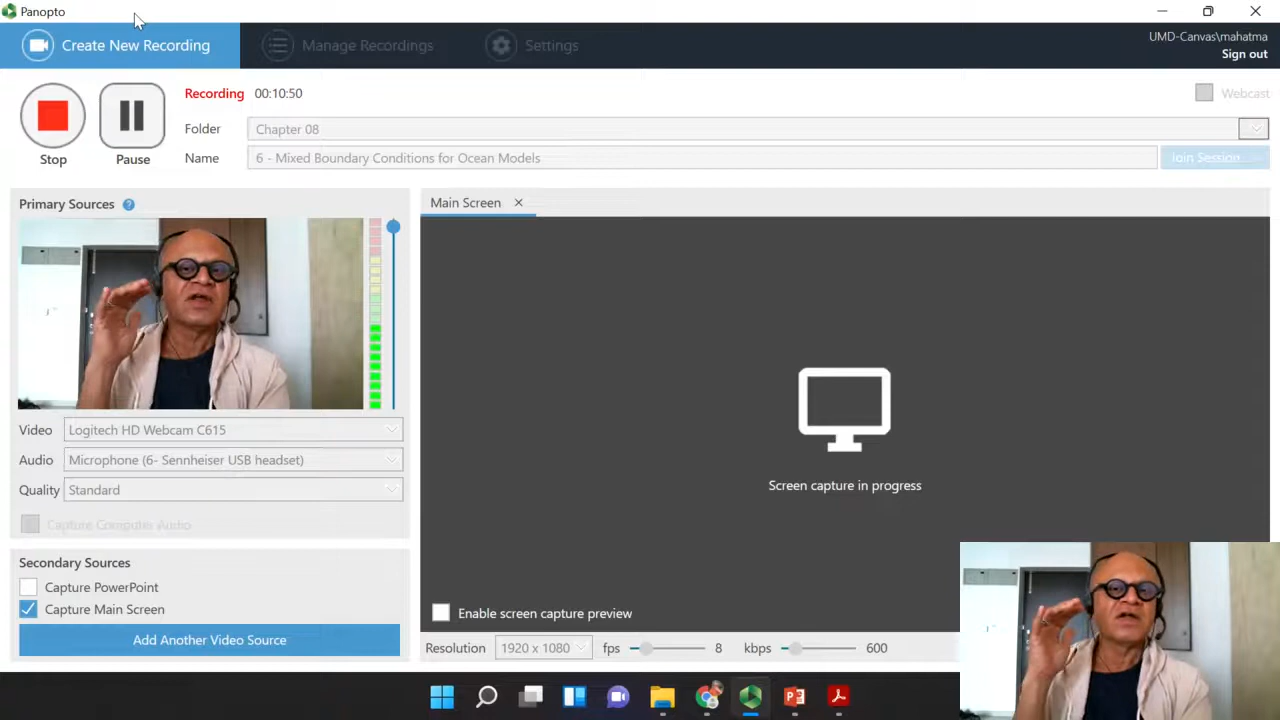 Panopto
Create New Recording
Manage Recordings
Settings
UMD-Canvas\mahatma
Sign out
Recording 00:10:50
Webcast
Folder Chapter 08
Stop Pause
Name 6 - Mixed Boundary Conditions for Ocean Models
Join Session...
Primary Sources ?
Main Screen ×
Video Logitech HD Webcam C615
Audio Microphone (6- Sennheiser USB headset)
Quality Standard
Capture Computer Audio
Screen capture in progress
Secondary Sources
Capture PowerPoint
Capture Main Screen
Add Another Video Source
Enable screen capture preview
Resolution 1920 x 1080 fps 8 kbps 600